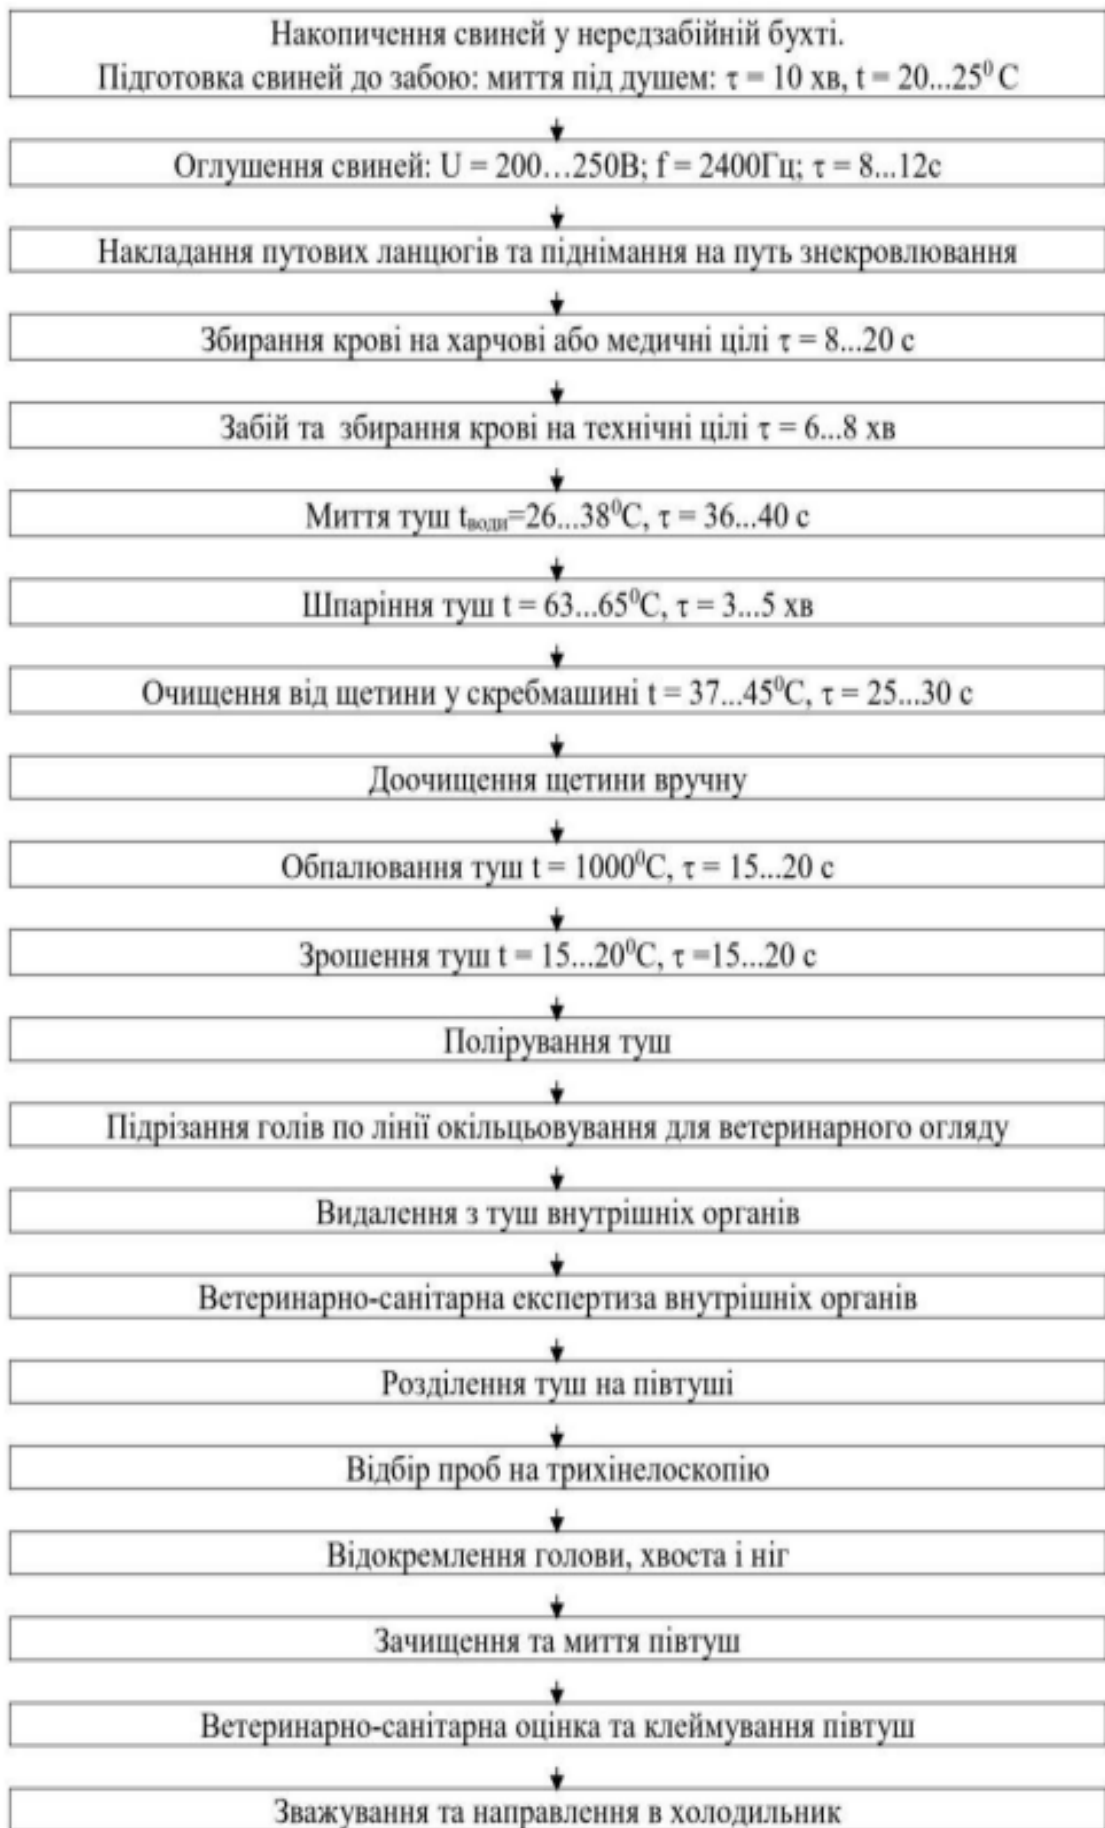 Накопичення свиней у нередзабійній бухті.
Підготовка свиней до забою: миття під душем: τ = 10 хв, t = 20...25⁰ С
Оглушення свиней: U = 200…250В; f = 2400Гц; τ = 8...12с
Накладання путових ланцюгів та піднімання на путь знекровлювання
Збирання крові на харчові або медичні цілі τ = 8...20 с
Забій та збирання крові на технічні цілі τ = 6...8 хв
Миття туш tводи=26...38⁰С, τ = 36...40 с
Шпаріння туш t = 63...65⁰С, τ = 3...5 хв
Очищення від щетини у скребмашині t = 37...45⁰С, τ = 25...30 с
Доочищення щетини вручну
Обпалювання туш t = 1000⁰С, τ = 15...20 с
Зрошення туш t = 15...20⁰С, τ =15...20 с
Полірування туш
Підрізання голів по лінії окільцьовування для ветеринарного огляду
Видалення з туш внутрішніх органів
Ветеринарно-санітарна експертиза внутрішніх органів
Розділення туш на півтуші
Відбір проб на трихінелоскопію
Відокремлення голови, хвоста і ніг
Зачищення та миття півтуш
Ветеринарно-санітарна оцінка та клеймування півтуш
Зважування та направлення в холодильник